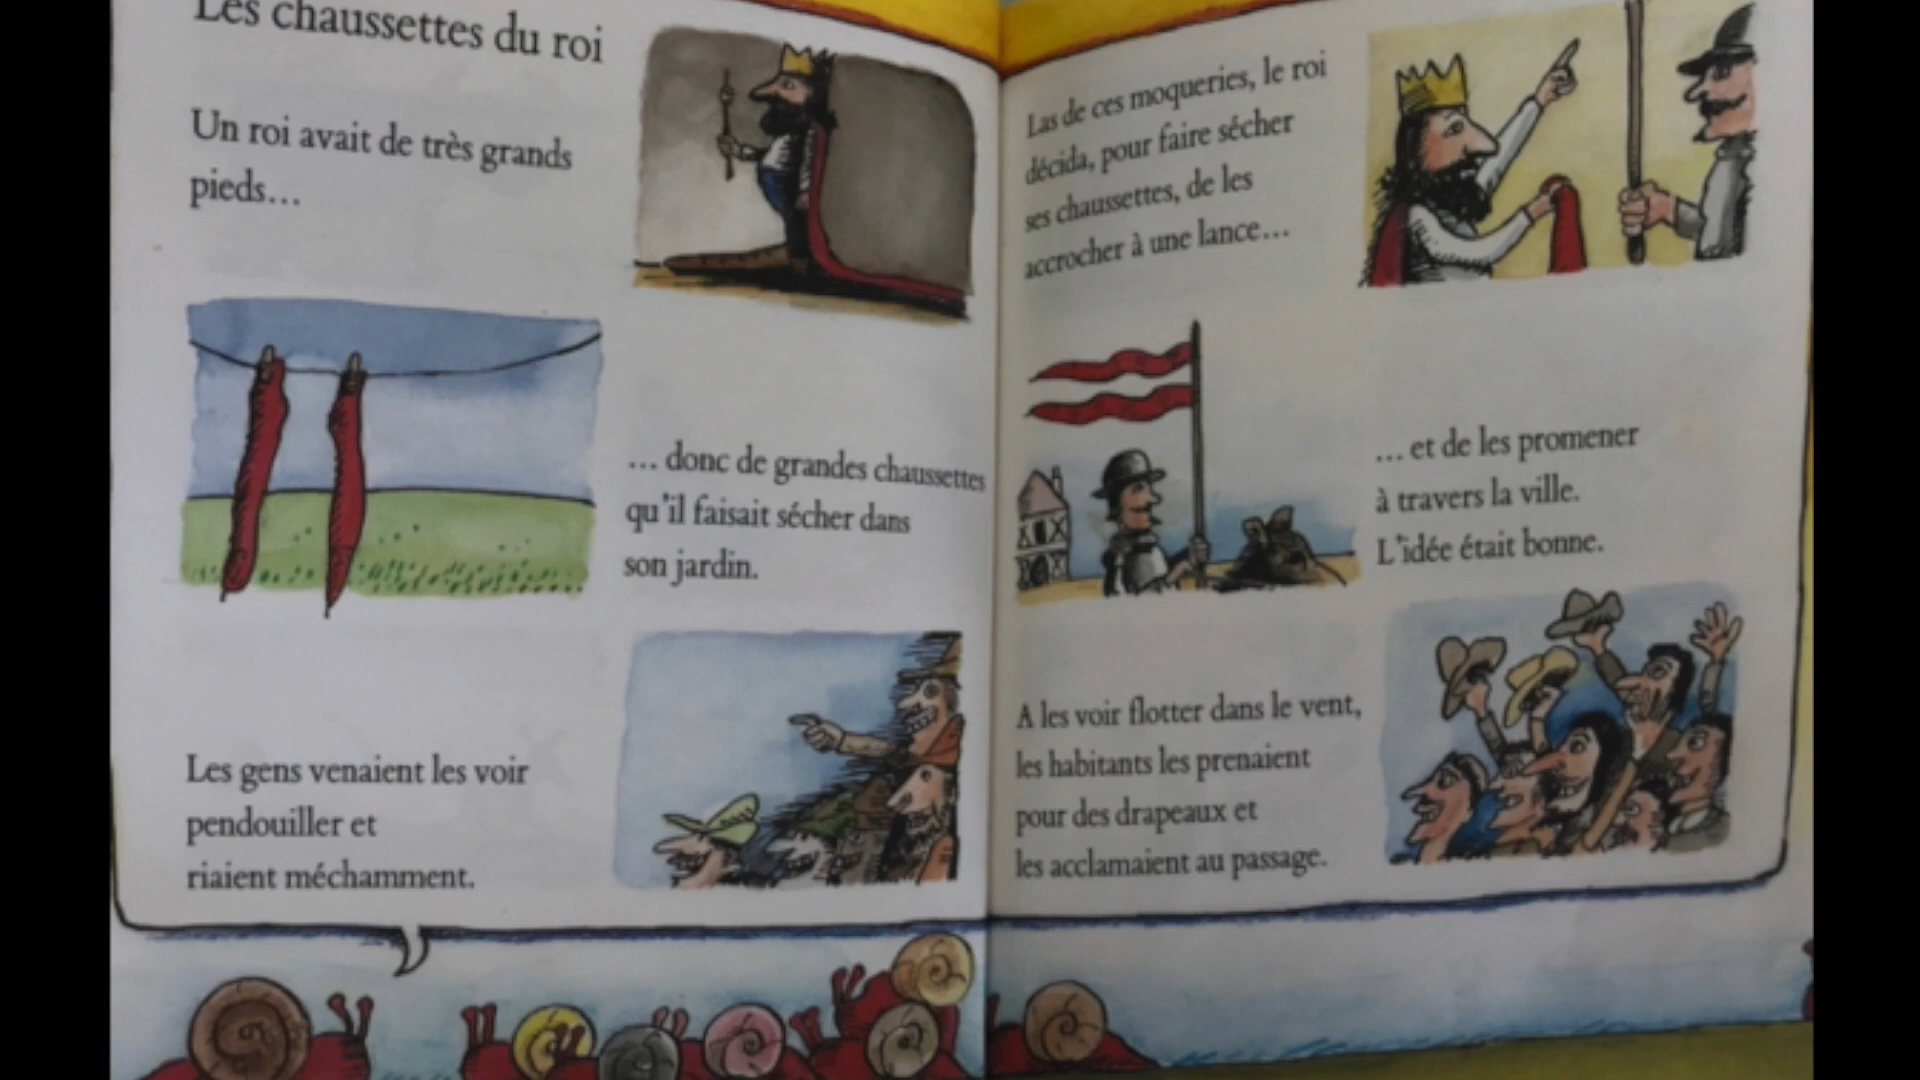 Les chaussettes du roi
Un roi avait de très grands
pieds...
... donc de grandes chaussettes
qu'il faisait sécher dans
son jardin.
Les gens venaient les voir
pendouiller et
riaient méchamment.
Las de ces moqueries, le roi
décida, pour faire sécher
ses chaussettes, de les
accrocher à une lance...
...et de les promener
à travers la ville.
L'idée était bonne.
A les voir flotter dans le vent,
les habitants les prenaient
pour des drapeaux et
les acclamaient au passage.